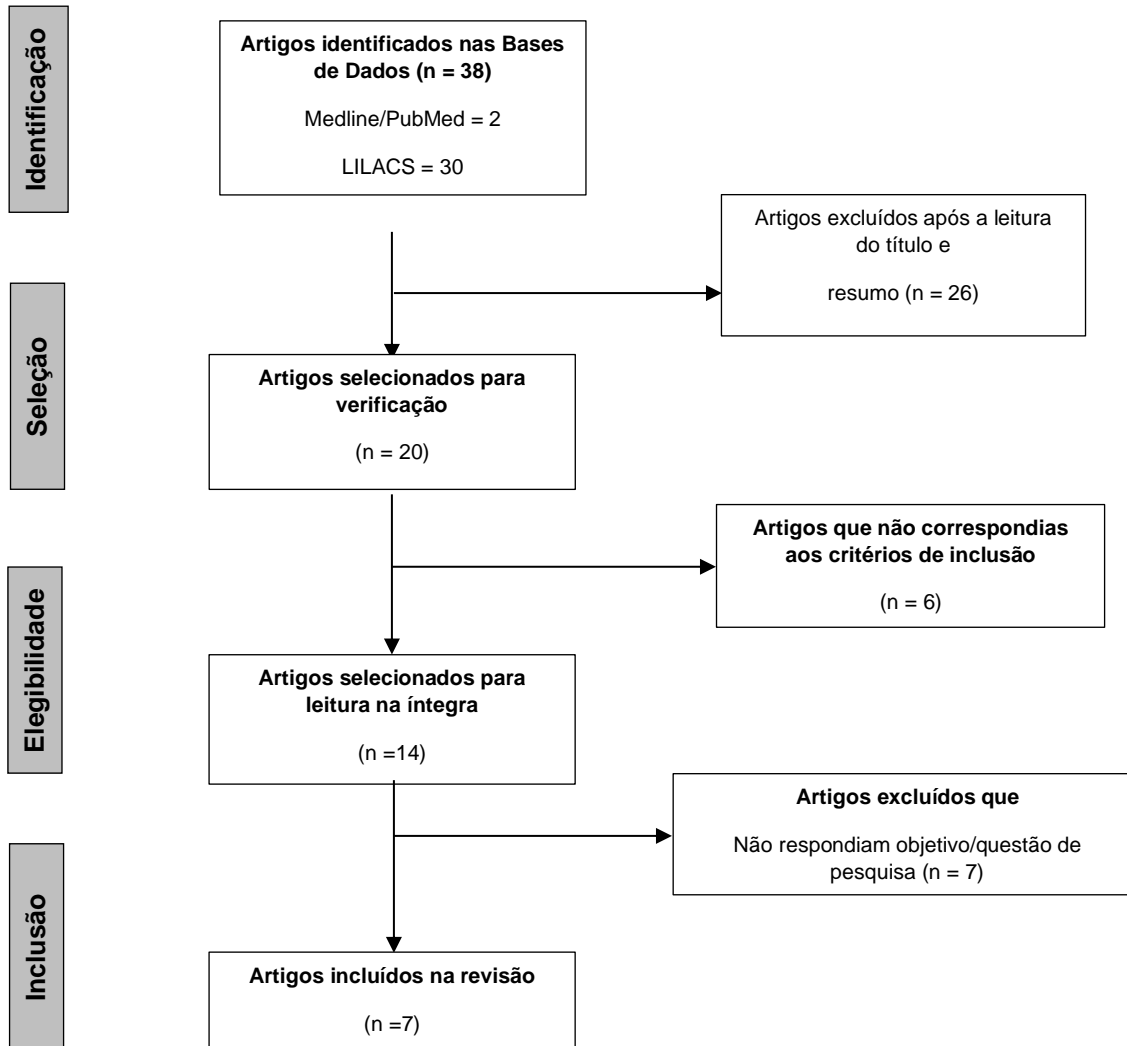 Identificação
Artigos identificados nas Bases
de Dados (n = 38)
Medline/PubMed = 2
LILACS = 30
Artigos excluídos após a leitura
do título e
resumo (n = 26)
Seleção
Artigos selecionados para
verificação
(n = 20)
Artigos que não correspondias
aos critérios de inclusão
(n = 6)
Elegibilidade
Artigos selecionados para
leitura na íntegra
(n =14)
Artigos excluídos que
Não respondiam objetivo/questão de
pesquisa (n = 7)
Inclusão
Artigos incluídos na revisão
(n =7)